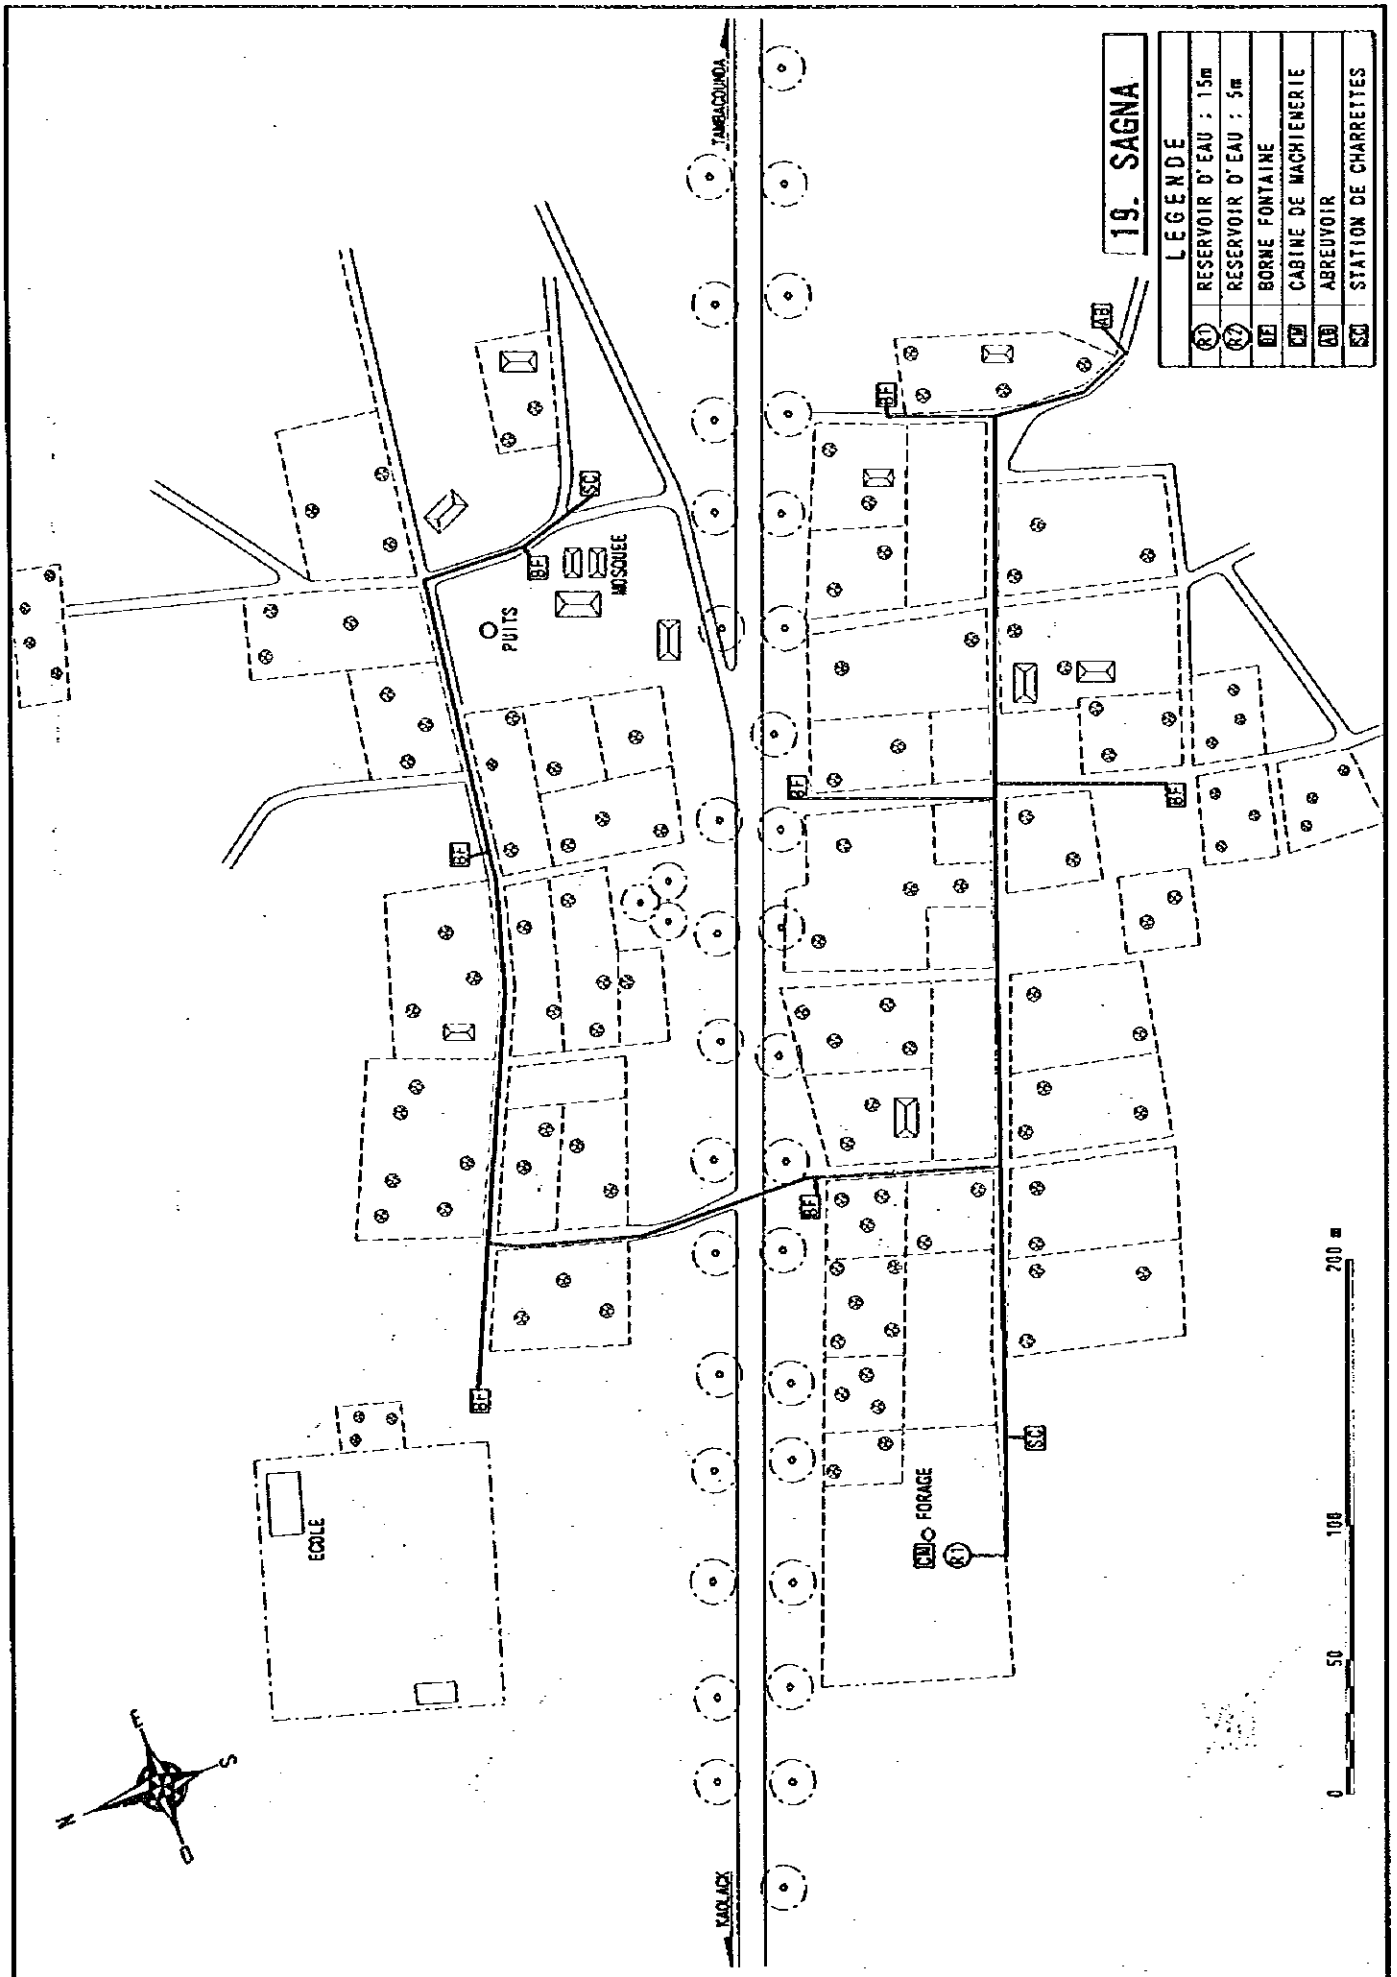 19. SAGNA
LEGENDE
R1 RESERVOIR D'EAU : 15m
R2 RESERVOIR D'EAU : 5m
BF BORNE FONTAINE
CM CABINE DE MACHIENERIE
AB ABREUVOIR
SC STATION DE CHARRETTES
TAMBACOUNDA
KAOLACK
N
E
S
O
ECOLE
PUITS
MOSQUEE
FORAGE
CM
R1
SC
SC
BF
BF
BF
BF
BF
BF
BF
AB
0 50 100 200 m